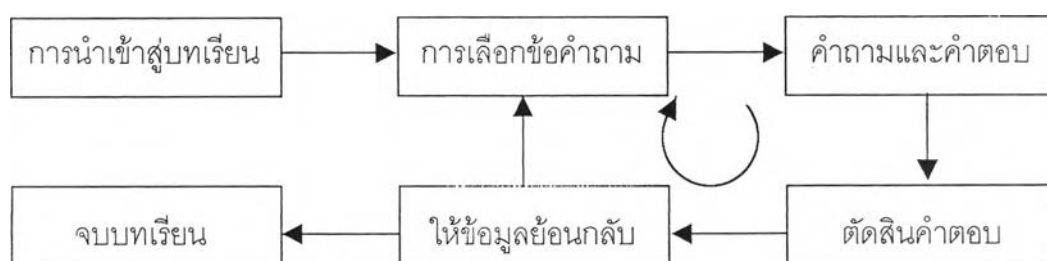 การนำเข้าสู่บทเรียน
การเลือกข้อคำถาม
คำถามและคำตอบ
จบบทเรียน
ให้ข้อมูลย้อนกลับ
ตัดสินคำตอบ